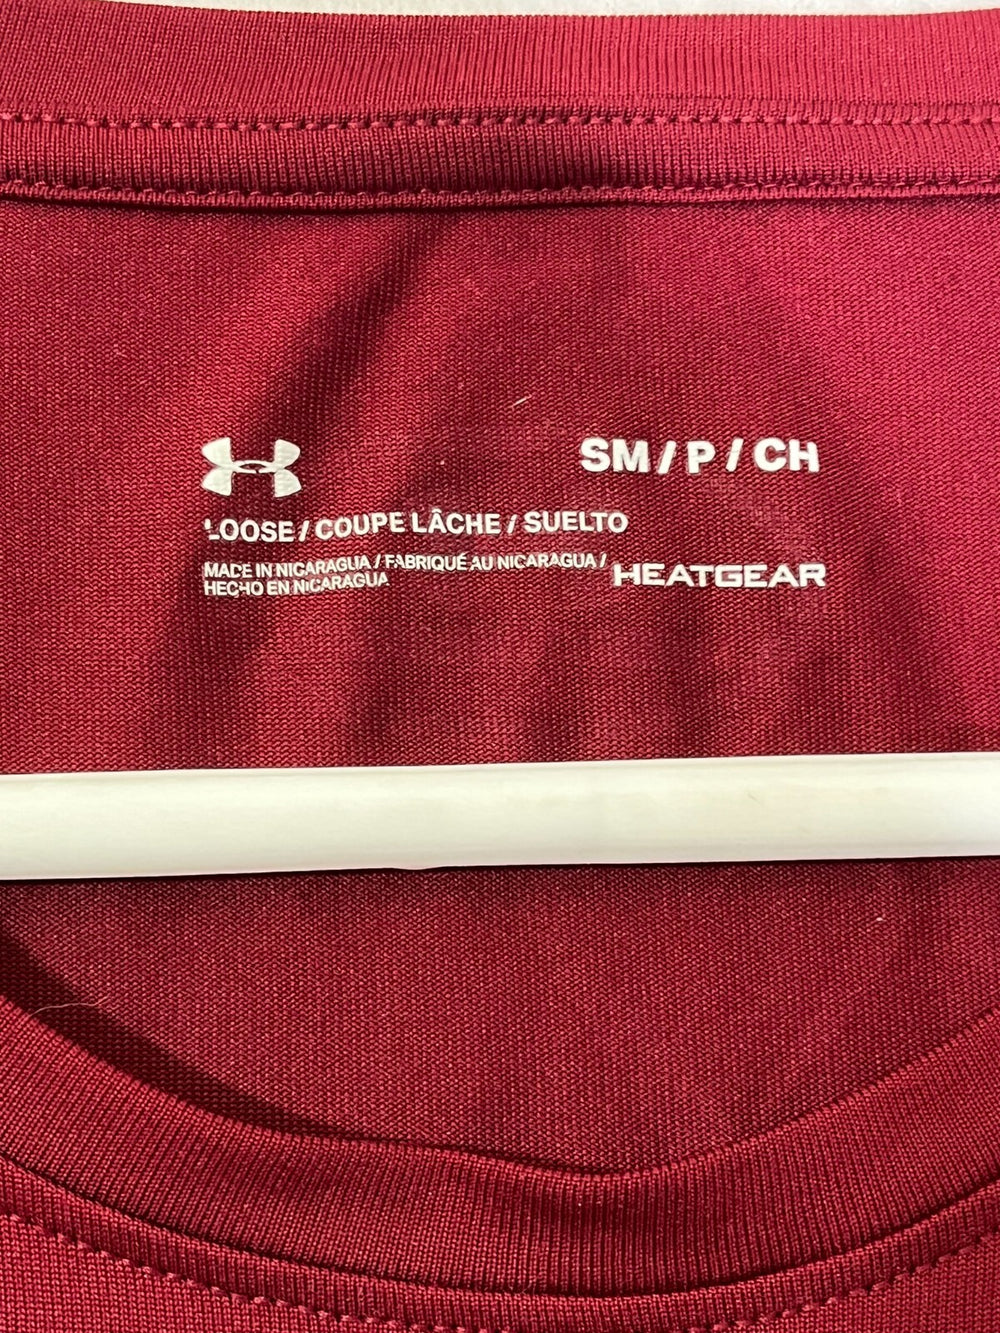 SM / P / CH
LOOSE / COUPE LÂCHE / SUELTO
MADE IN NICARAGUA / FABRIQUÉ AU NICARAGUA /
HECHO EN NICARAGUA
HEATGEAR